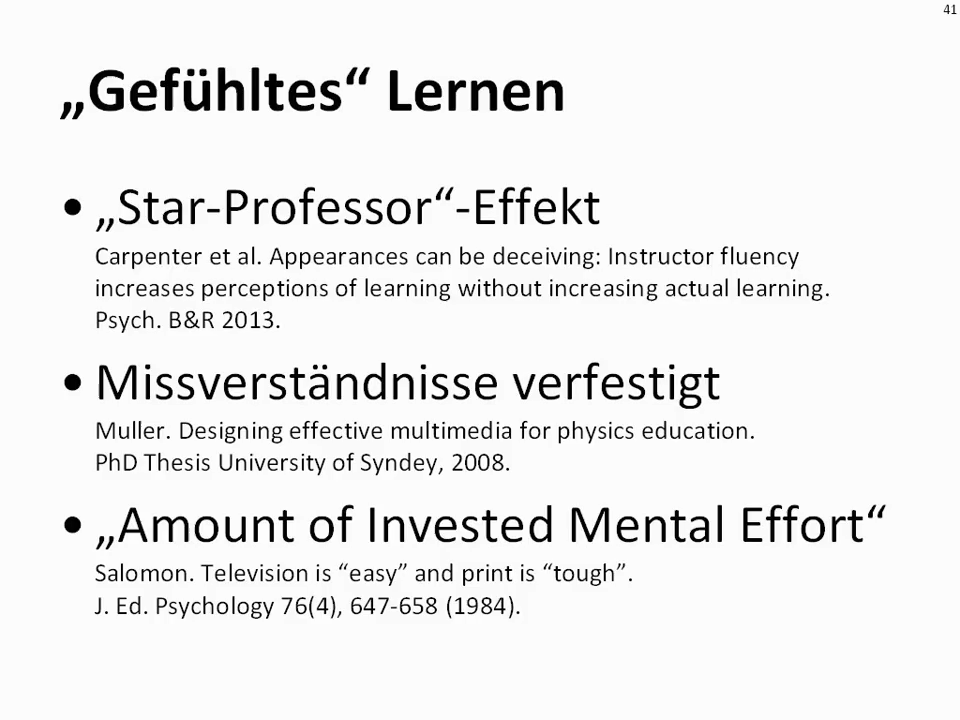 41
„Gefühltes“ Lernen
• „Star-Professor“-Effekt
Carpenter et al. Appearances can be deceiving: Instructor fluency
increases perceptions of learning without increasing actual learning.
Psych. B&R 2013.
• Missverständnisse verfestigt
Muller. Designing effective multimedia for physics education.
PhD Thesis University of Syndey, 2008.
• „Amount of Invested Mental Effort“
Salomon. Television is “easy” and print is “tough”.
J. Ed. Psychology 76(4), 647-658 (1984).